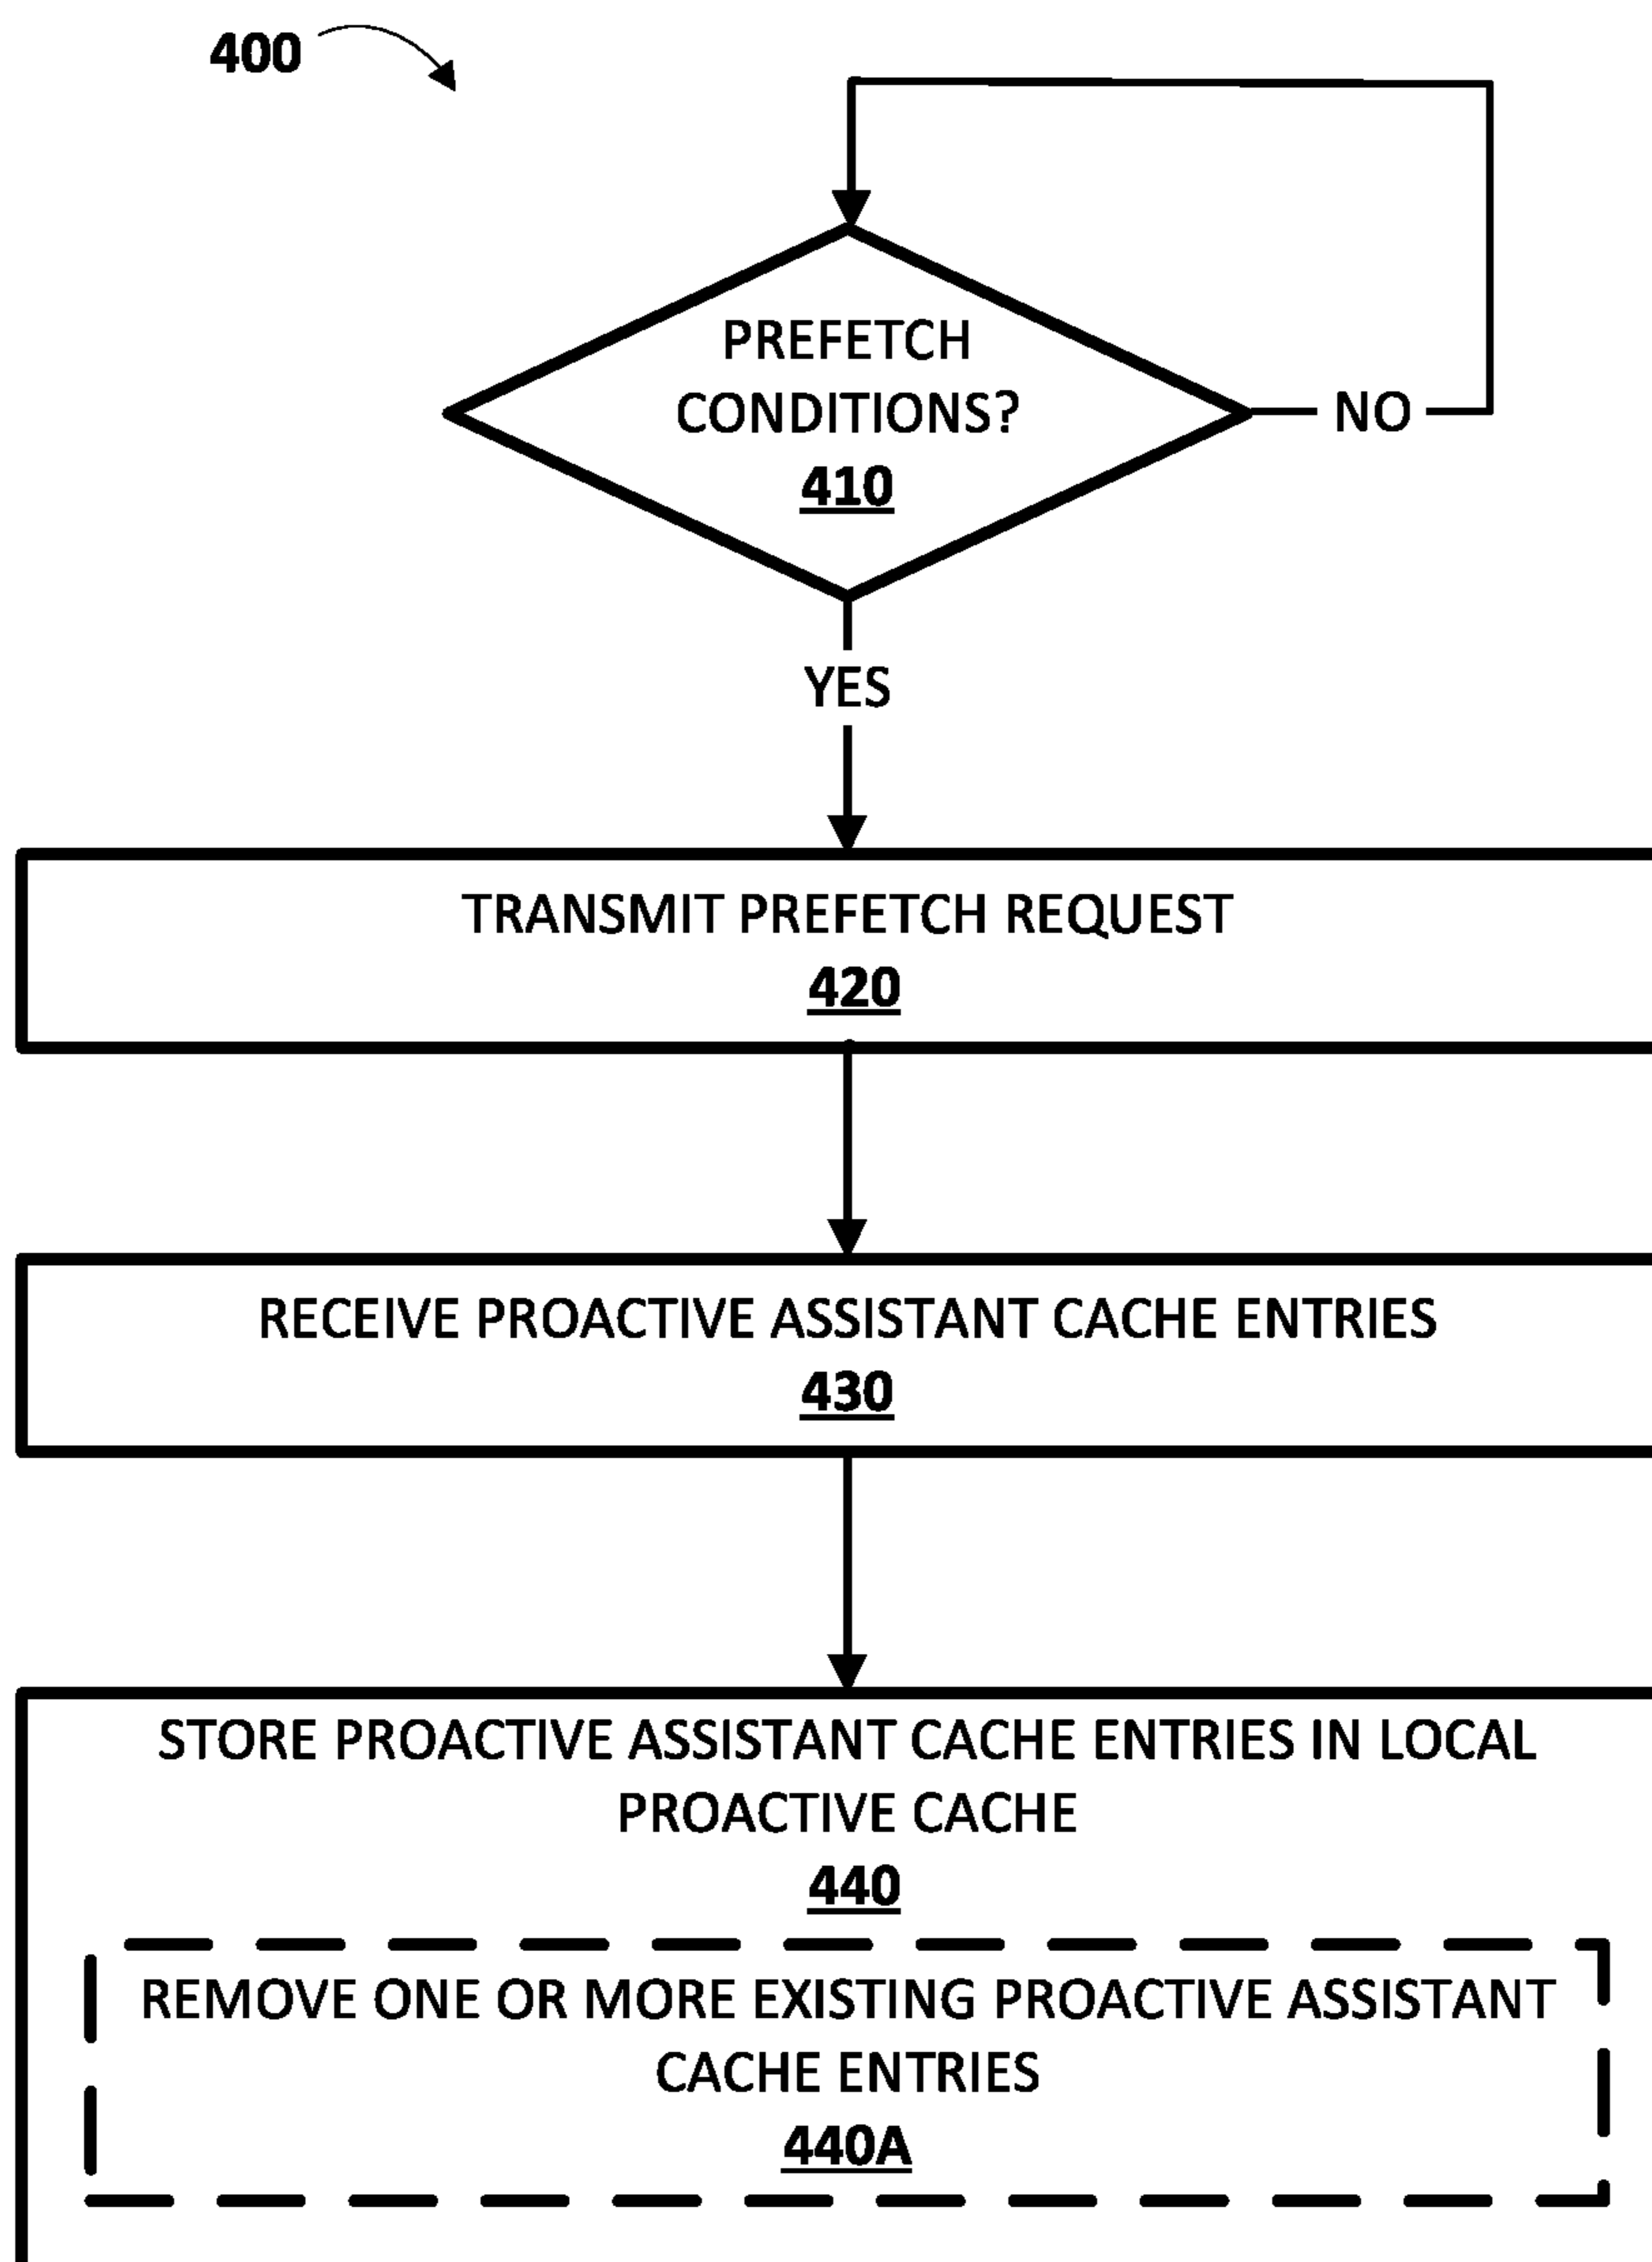 400
PREFETCH
CONDITIONS?
410
NO
YES
TRANSMIT PREFETCH REQUEST
420
RECEIVE PROACTIVE ASSISTANT CACHE ENTRIES
430
STORE PROACTIVE ASSISTANT CACHE ENTRIES IN LOCAL
PROACTIVE CACHE
440
REMOVE ONE OR MORE EXISTING PROACTIVE ASSISTANT
CACHE ENTRIES
440A